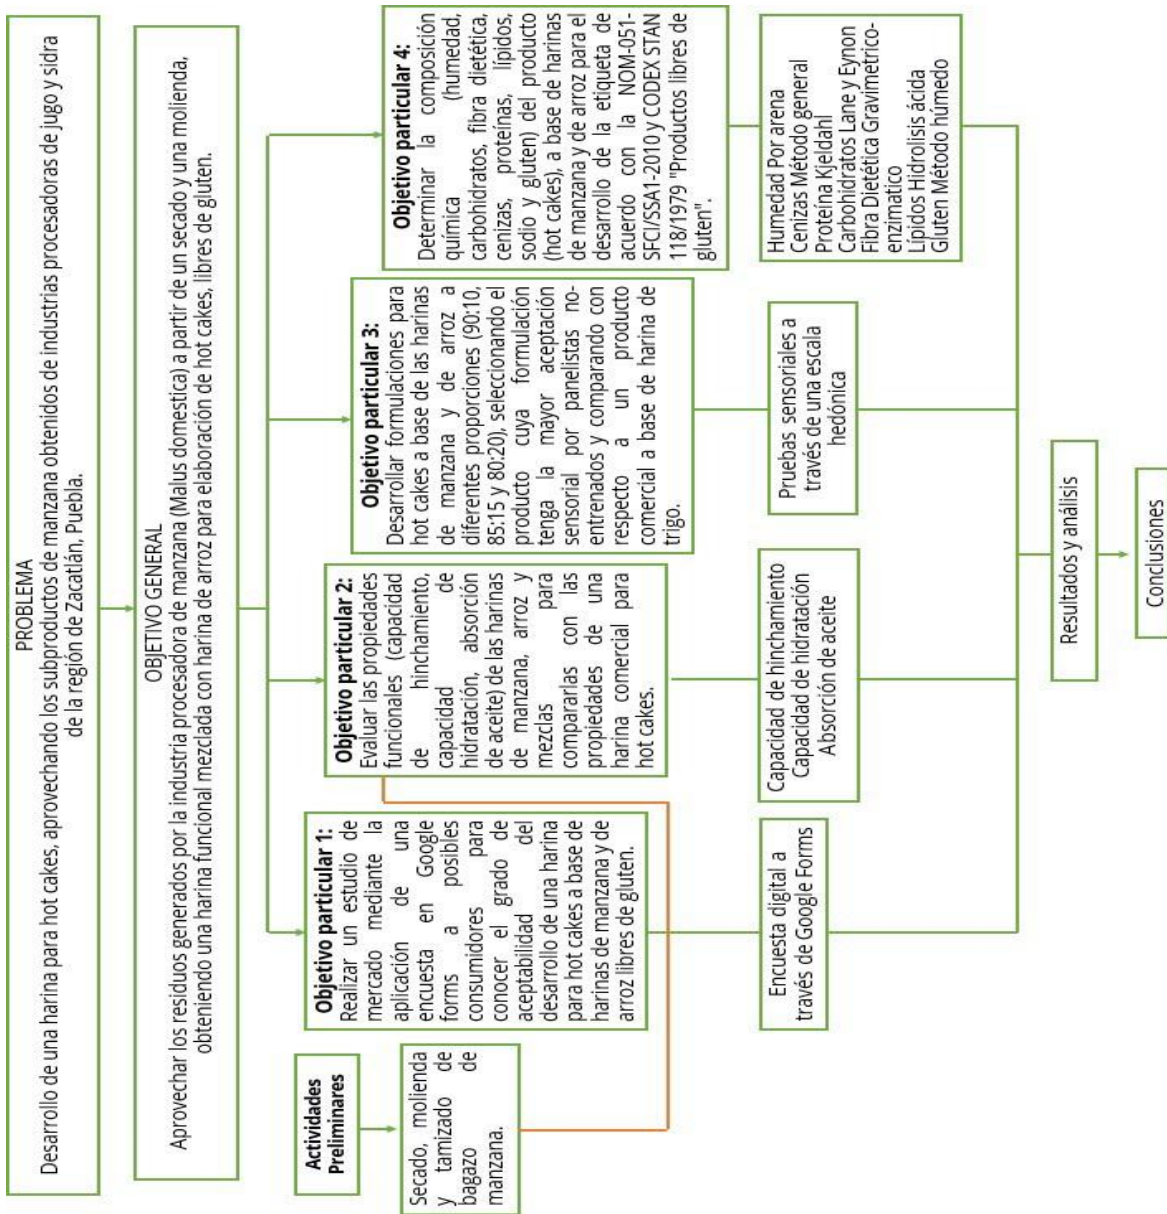 PROBLEMA
Desarrollo de una harina para hot cakes, aprovechando los subproductos de manzana obtenidos de industrias procesadoras de jugo y sidra
de la región de Zacatlán, Puebla.
OBJETIVO GENERAL
Aprovechar los residuos generados por la industria procesadora de manzana (Malus domestica) a partir de un secado y una molienda,
obteniendo una harina funcional mezclada con harina de arroz para elaboración de hot cakes, libres de gluten.
Actividades
Preliminares
Secado, molienda
y tamizado de
bagazo de
manzana.
Objetivo particular 1:
Realizar un estudio de
mercado mediante la
aplicación de una
encuesta en Google
forms a posibles
consumidores para
conocer el grado de
aceptabilidad del
desarrollo de una harina
para hot cakes a base de
harinas de manzana y de
arroz libres de gluten.
Encuesta digital a
través de Google Forms
Objetivo particular 2:
Evaluar las propiedades
funcionales (capacidad
de hinchamiento,
capacidad de
hidratación, absorción
de aceite) de las harinas
de manzana, arroz y
mezclas para
compararlas con las
propiedades de una
harina comercial para
hot cakes.
Capacidad de hinchamiento
Capacidad de hidratación
Absorción de aceite
Objetivo particular 3:
Desarrollar formulaciones para
hot cakes a base de las harinas
de manzana y de arroz a
diferentes proporciones (90:10,
85:15 y 80:20), seleccionando el
producto cuya formulación
tenga la mayor aceptación
sensorial por panelistas no-
entrenados y comparando con
respecto a un producto
comercial a base de harina de
trigo.
Pruebas sensoriales a
través de una escala
hedónica
Objetivo particular 4:
Determinar la composición
química (humedad,
carbohidratos, fibra dietética,
cenizas, proteínas, lípidos,
sodio y gluten) del producto
(hot cakes), a base de harinas
de manzana y de arroz para el
desarrollo de la etiqueta de
acuerdo con la NOM-051-
SFCI/SSA1-2010 y CODEX STAN
118/1979 "Productos libres de
gluten".
Humedad Por arena
Cenizas Método general
Proteína Kjeldahl
Carbohidratos Lane y Eynon
Fibra Dietética Gravimetrico-
enzimatico
Lípidos Hidrolisis ácida
Gluten Método húmedo
Resultados y análisis
Conclusiones